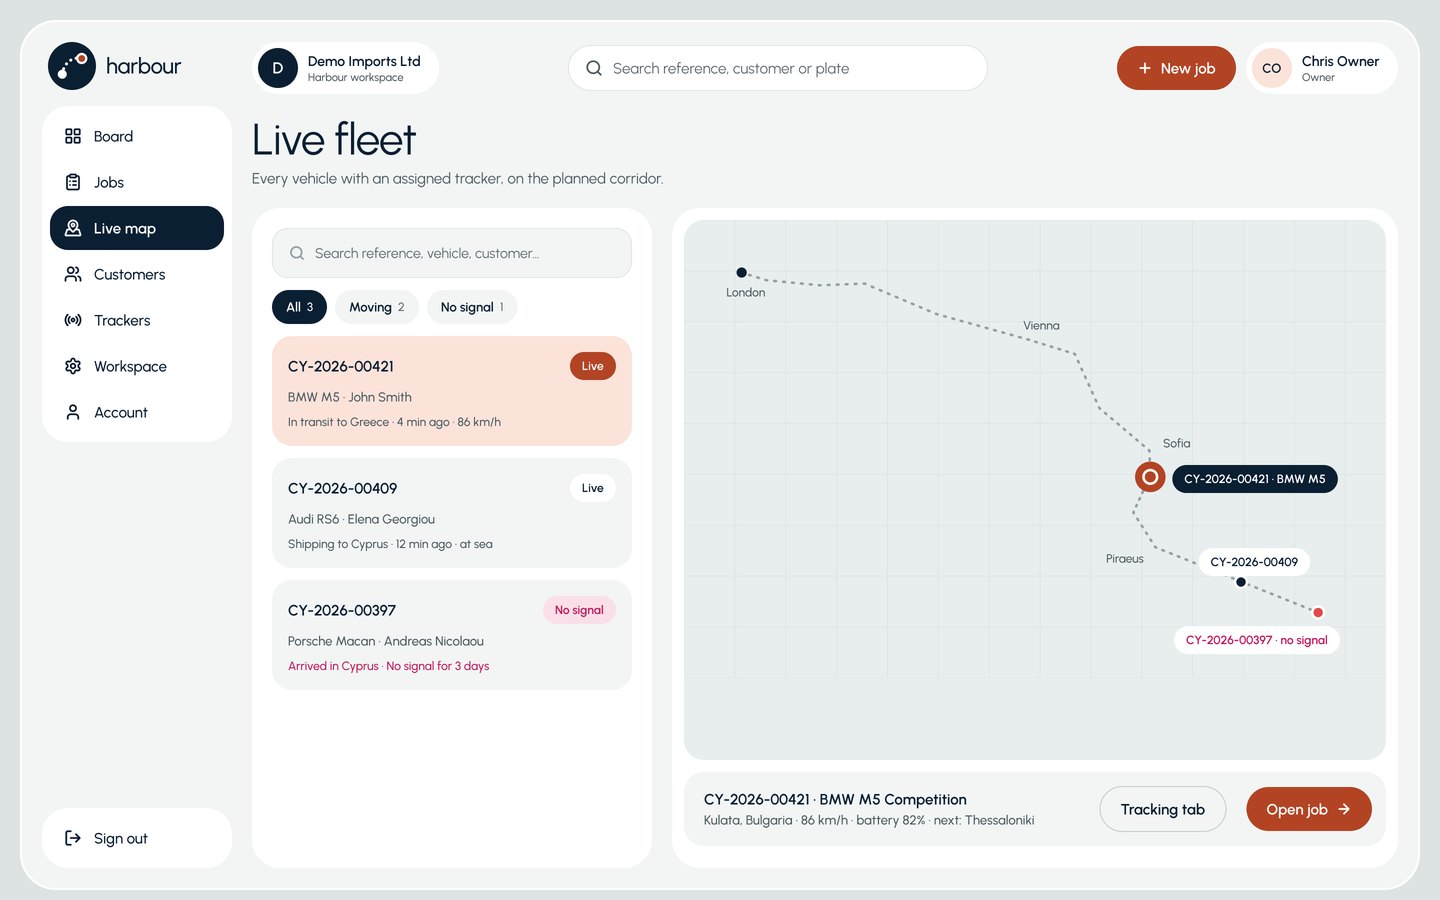 harbour
D
Demo Imports Ltd
Harbour workspace
Search reference, customer or plate
+ New job
CO
Chris Owner
Owner
Board
Jobs
Live map
Customers
Trackers
Workspace
Account
Sign out
Live fleet
Every vehicle with an assigned tracker, on the planned corridor.
Search reference, vehicle, customer...
All 3
Moving 2
No signal 1
CY-2026-00421
Live
BMW M5 · John Smith
In transit to Greece · 4 min ago · 86 km/h
CY-2026-00409
Live
Audi RS6 · Elena Georgiou
Shipping to Cyprus · 12 min ago · at sea
CY-2026-00397
No signal
Porsche Macan · Andreas Nicolaou
Arrived in Cyprus · No signal for 3 days
London
Vienna
Sofia
CY-2026-00421 · BMW M5
Piraeus
CY-2026-00409
CY-2026-00397 · no signal
CY-2026-00421 · BMW M5 Competition
Kulata, Bulgaria · 86 km/h · battery 82% · next: Thessaloniki
Tracking tab
Open job →